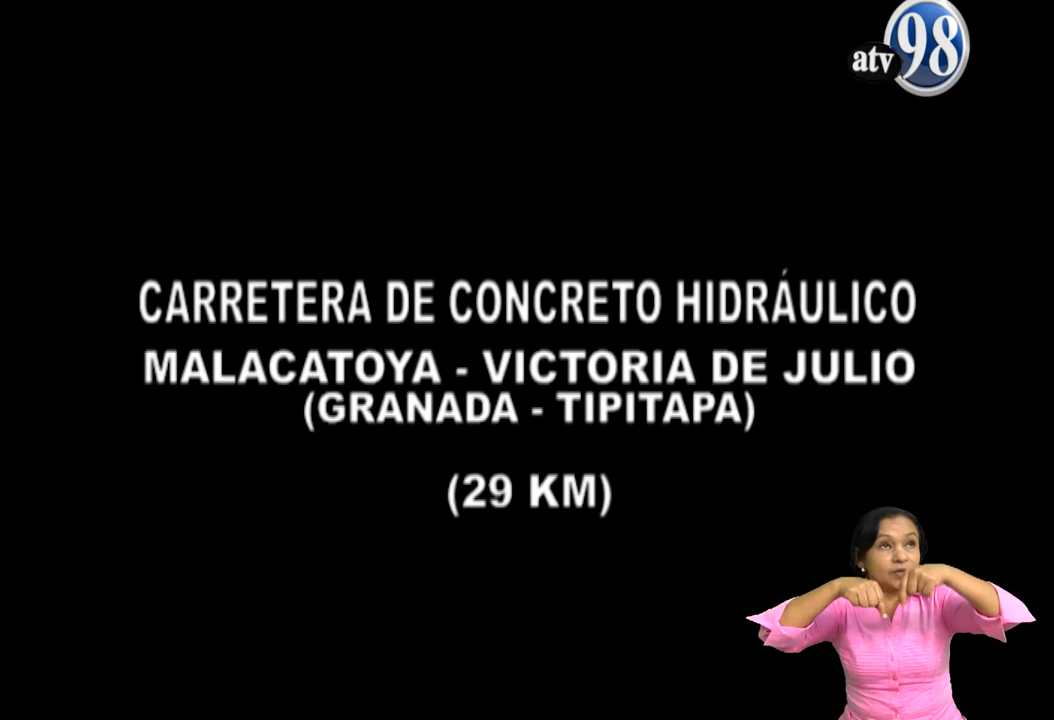 atv 98
CARRETERA DE CONCRETO HIDRÁULICO
MALACATOYA - VICTORIA DE JULIO
(GRANADA - TIPITAPA)
(29 KM)